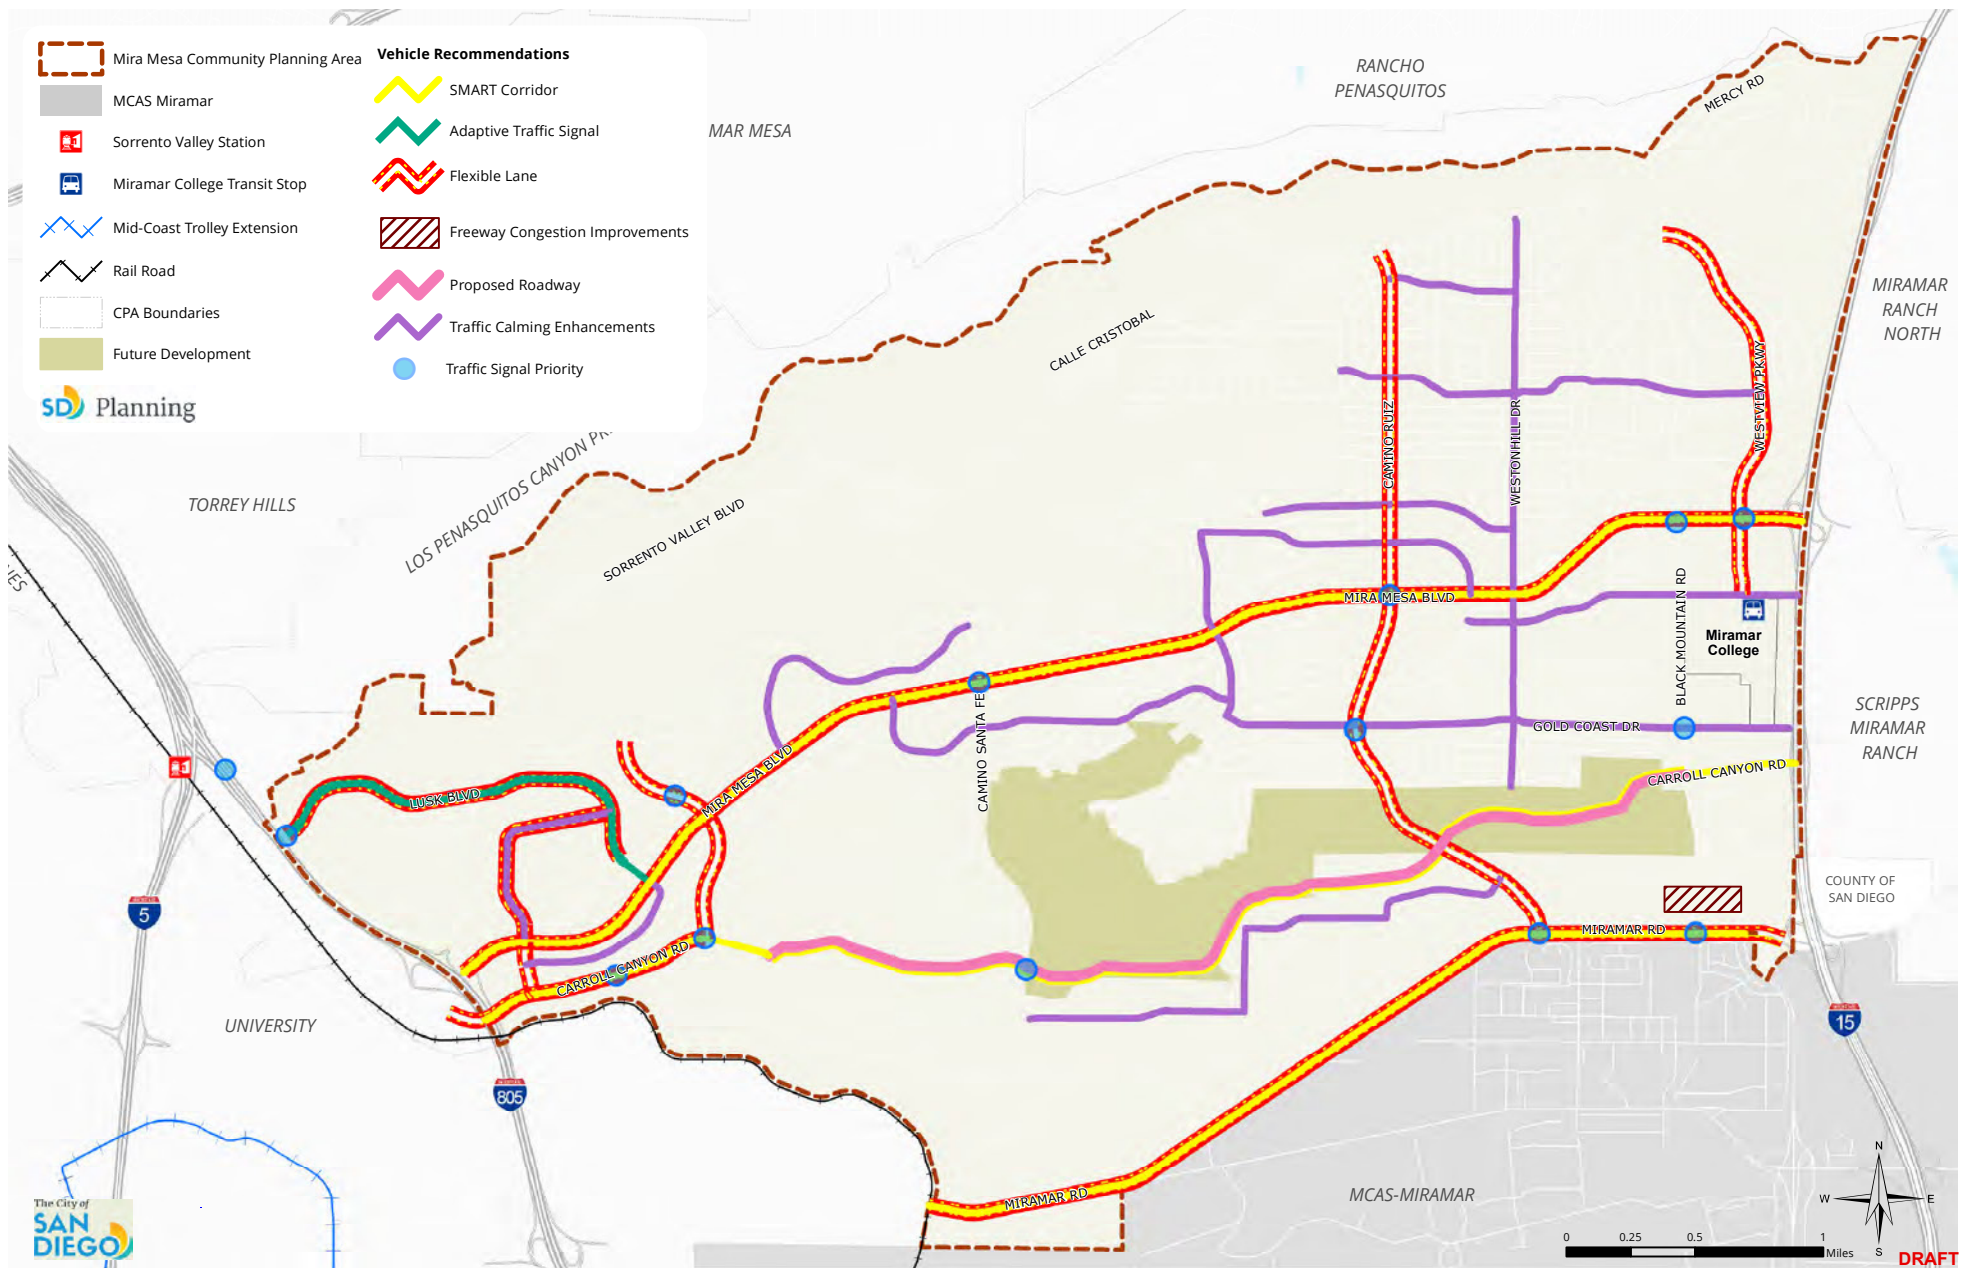 Mira Mesa Community Planning Area
MCAS Miramar
Sorrento Valley Station
Miramar College Transit Stop
Mid-Coast Trolley Extension
Rail Road
CPA Boundaries
Future Development
SD Planning
Vehicle Recommendations
SMART Corridor
Adaptive Traffic Signal
Flexible Lane
Freeway Congestion Improvements
Proposed Roadway
Traffic Calming Enhancements
Traffic Signal Priority
MAR MESA
RANCHO
PENASQUITOS
MERCY RD
MIRAMAR
RANCH
NORTH
CALLE CRISTOBAL
WESTVIEW PKWY
CAMINO RUIZ
WESTONHILL DR
TORREY HILLS
LOS PENASQUITOS CANYON
SORRENTO VALLEY BLVD
MIRA MESA BLVD
BLACK MOUNTAIN RD
Miramar
College
CAMINO SANTA FE
GOLD COAST DR
SCRIPPS
MIRAMAR
RANCH
MIRA MESA BLVD
CARROLL CANYON RD
LUSK BLVD
COUNTY OF
SAN DIEGO
5
MIRAMAR RD
CARROLL CANYON RD
UNIVERSITY
15
805
MIRAMAR RD
MCAS-MIRAMAR
The City of
SAN
DIEGO
N
W
E
S
0
0.25
0.5
1
Miles
DRAFT